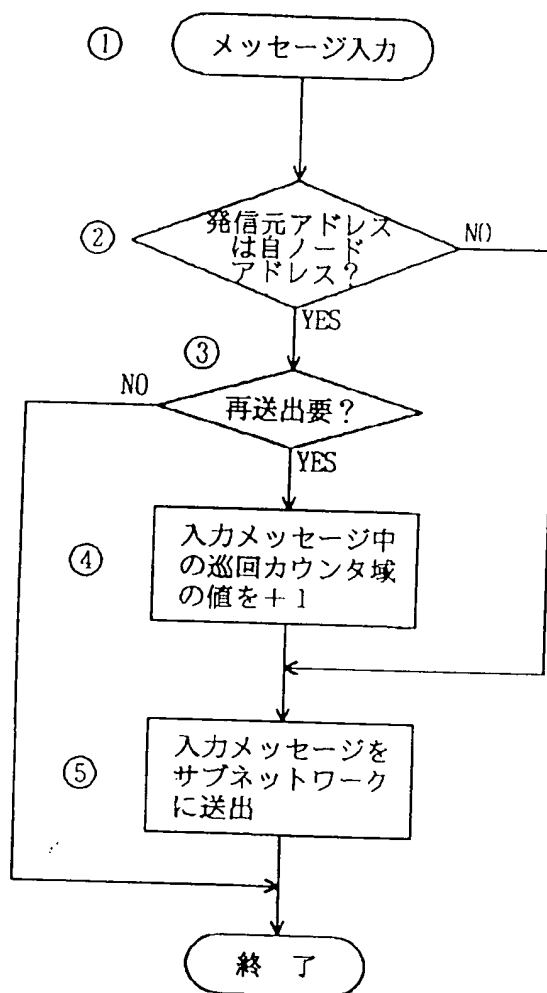 ① メッセージ入力
② 発信元アドレス
は自ノード
アドレス?
NO
YES
③
NO
再送出要?
YES
④ 入力メッセージ中
の巡回カウンタ域
の値を+1
⑤ 入力メッセージを
サブネットワーク
に送出
終 了